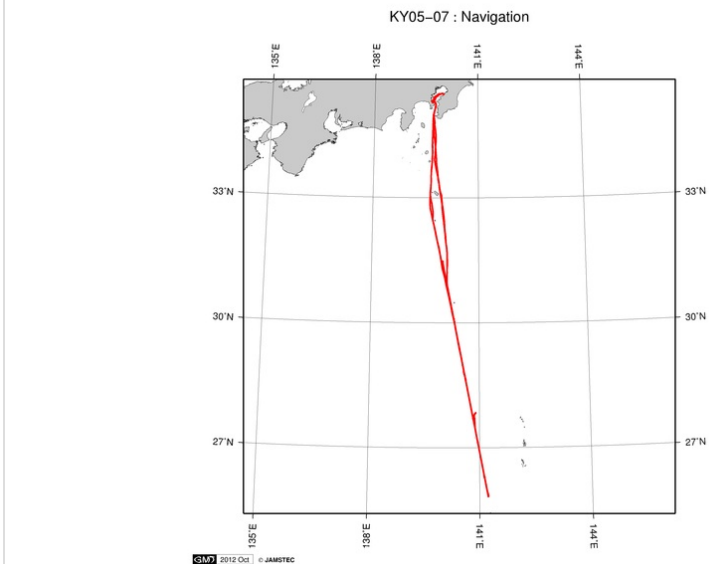 KY05−07 : Navigation
135˚E 138˚E 141˚E 144˚E
33˚N 33˚N
30˚N 30˚N
27˚N 27˚N
135˚E 138˚E 141˚E 144˚E
GMD 2012 Oct © JAMSTEC